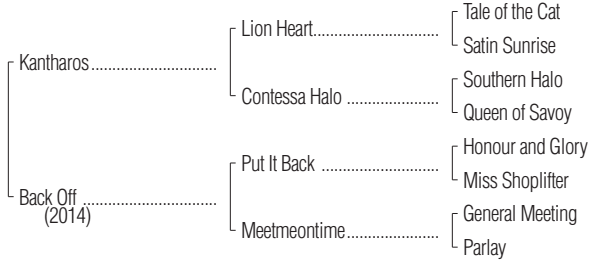 Tale of the Cat
Lion Heart
Satin Sunrise
Kantharos
Southern Halo
Contessa Halo
Queen of Savoy
Honour and Glory
Put It Back
Miss Shoplifter
Back Off
(2014)
General Meeting
Meetmeontime
Parlay